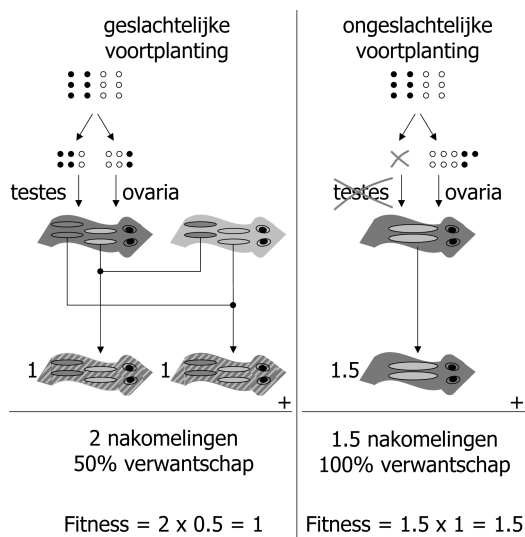 geslachtelijke
voortplanting
testes
ovaria
1
1
+
2 nakomelingen
50% verwantschap
Fitness = 2 x 0.5 = 1
ongeslachtelijke
voortplanting
testes
ovaria
1.5
+
1.5 nakomelingen
100% verwantschap
Fitness = 1.5 x 1 = 1.5